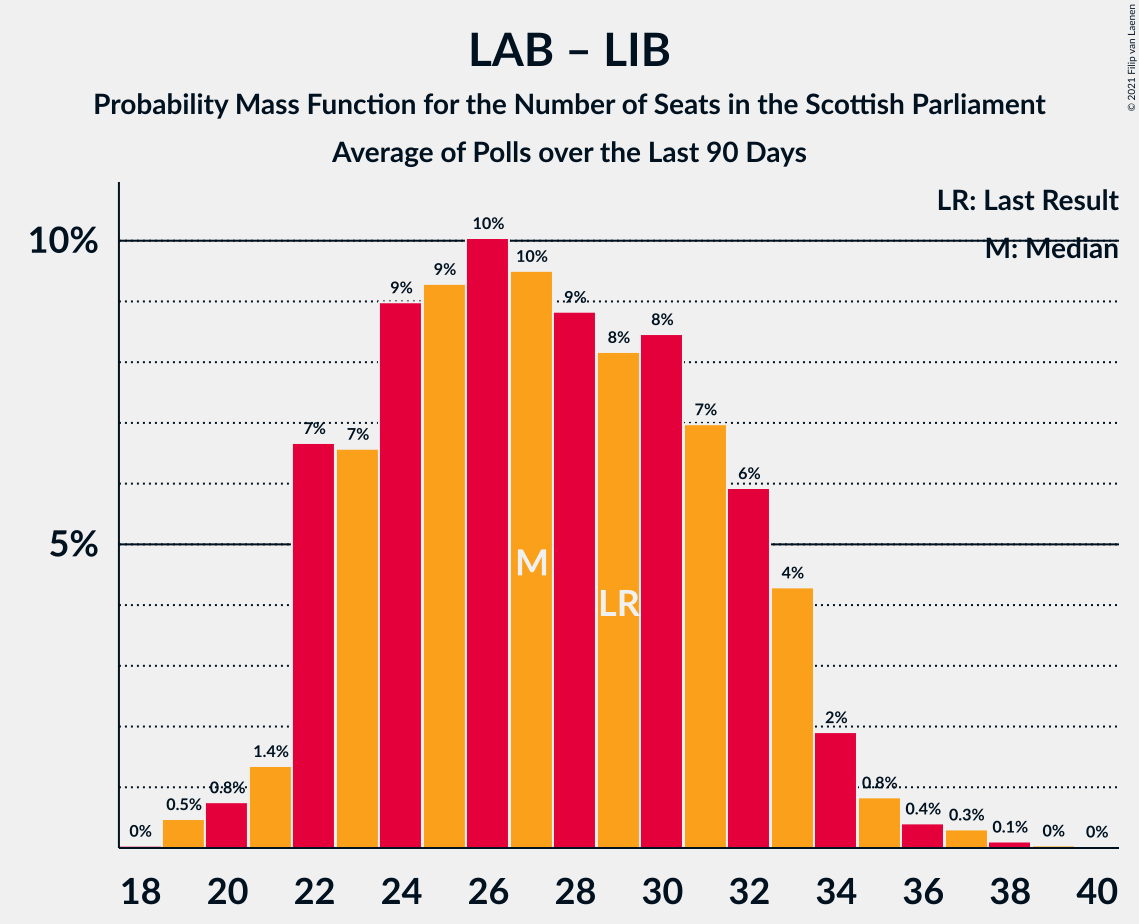 LAB – LIB
Probability Mass Function for the Number of Seats in the Scottish Parliament
Average of Polls over the Last 90 Days
© 2021 Filip van Laenen
LR: Last Result
M: Median
10%
5%
0%
0.5%
0.8%
1.4%
7%
7%
9%
9%
10%
10%
9%
8%
8%
7%
6%
4%
2%
0.8%
0.4%
0.3%
0.1%
0%
0%
M
LR
18 20 22 24 26 28 30 32 34 36 38 40